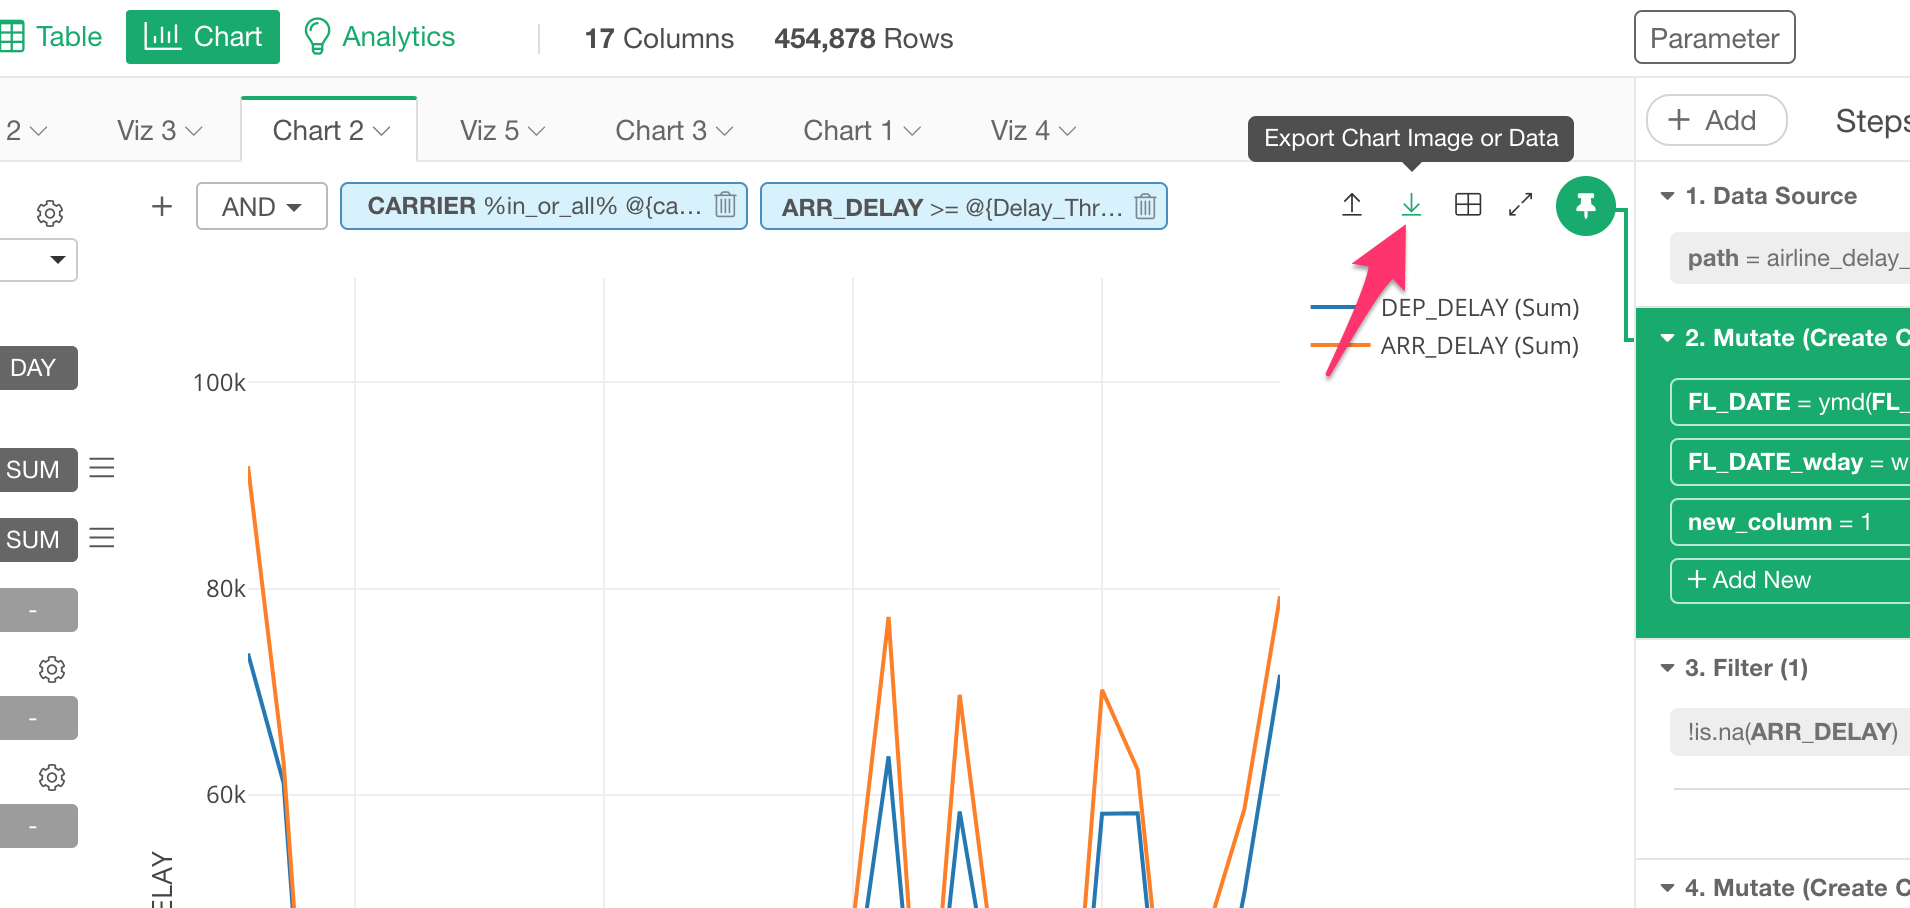 Table
Chart
Analytics
17 Columns
454,878 Rows
Parameter
2
Viz 3
Chart 2
Viz 5
Chart 3
Chart 1
Viz 4
Export Chart Image or Data
+ Add
Steps
+
AND
CARRIER %in_or_all% @{ca...
ARR_DELAY >= @{Delay_Thr...
1. Data Source
path = airline_delay_
DEP_DELAY (Sum)
ARR_DELAY (Sum)
2. Mutate (Create C
FL_DATE = ymd(FL_
FL_DATE_wday = w
new_column = 1
+ Add New
3. Filter (1)
!is.na(ARR_DELAY)
4. Mutate (Create C
DAY
SUM
SUM
-
-
-
100k
80k
60k
ELAY